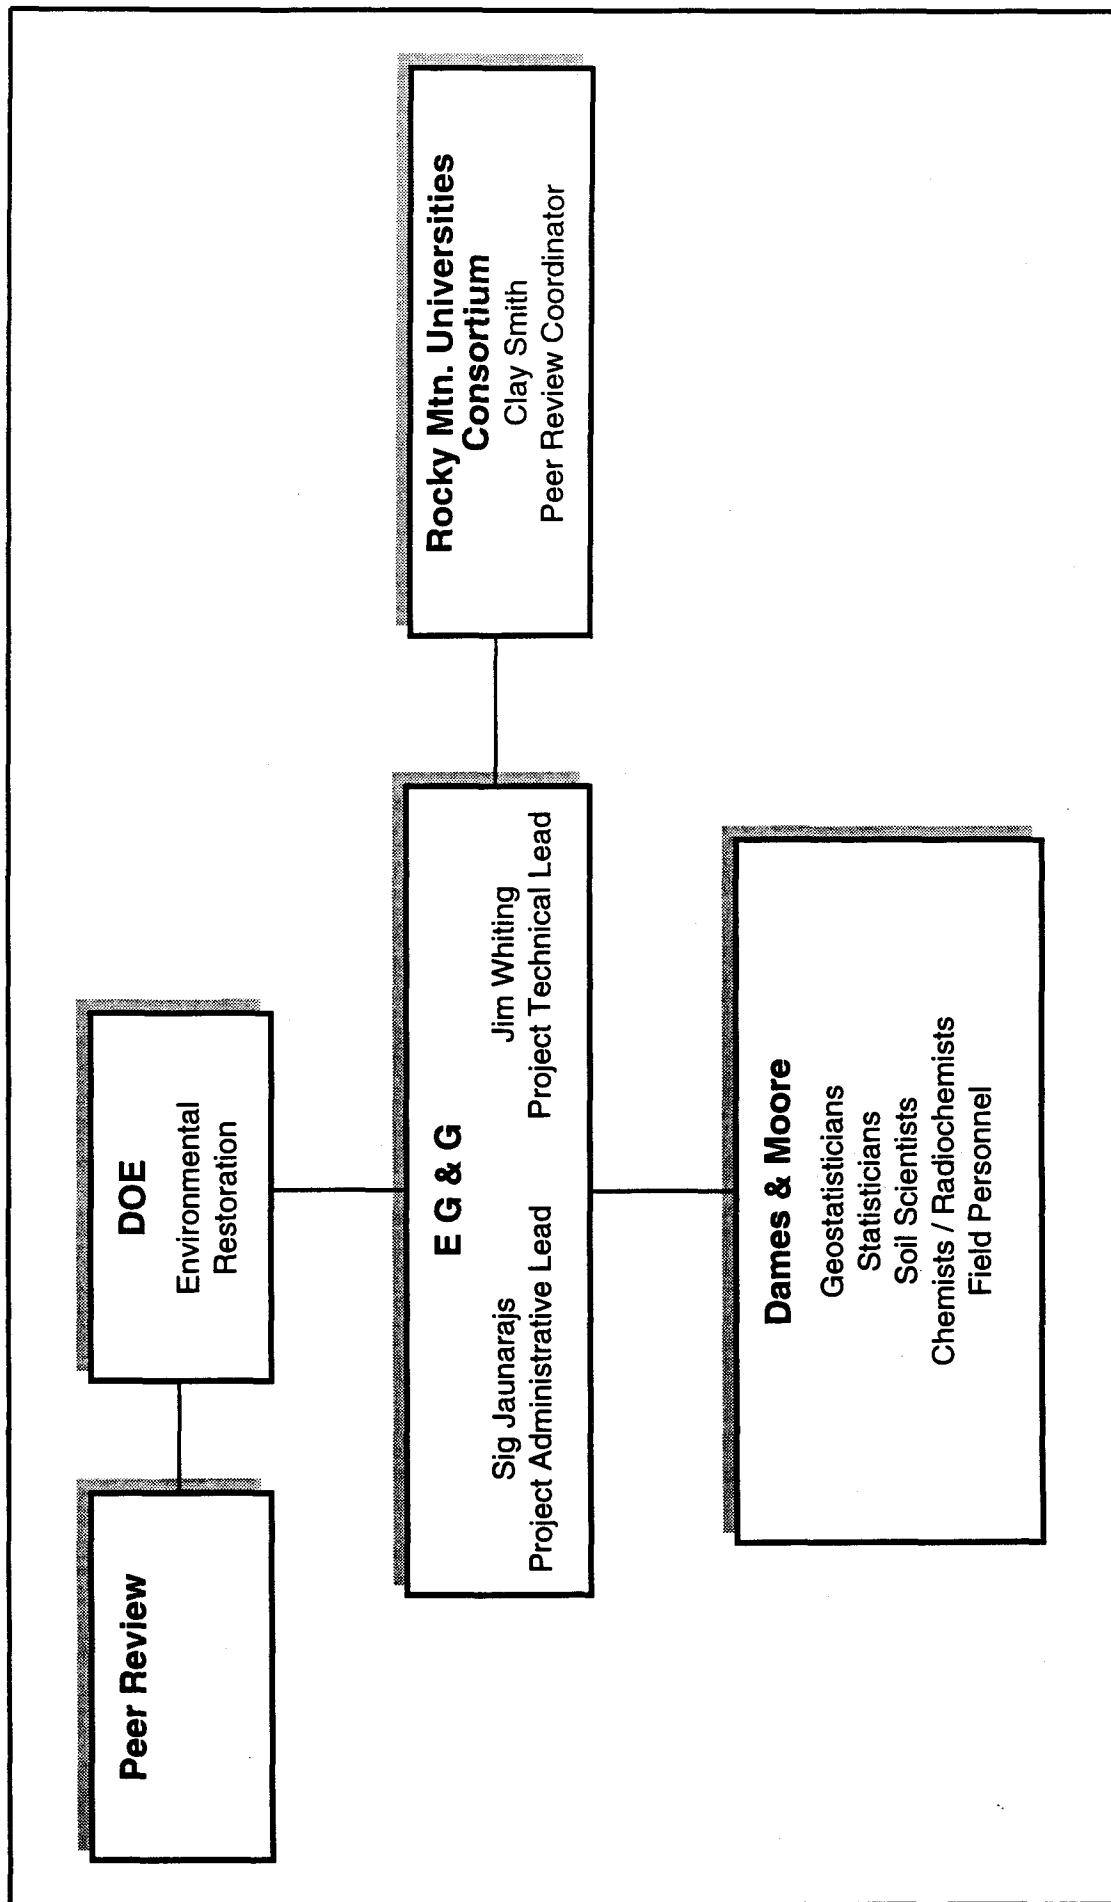 Peer Review
DOE
Environmental
Restoration
E G & G
Sig Jaunarajs
Project Administrative Lead
Jim Whiting
Project Technical Lead
Rocky Mtn. Universities
Consortium
Clay Smith
Peer Review Coordinator
Dames & Moore
Geostatisticians
Statisticians
Soil Scientists
Chemists / Radiochemists
Field Personnel